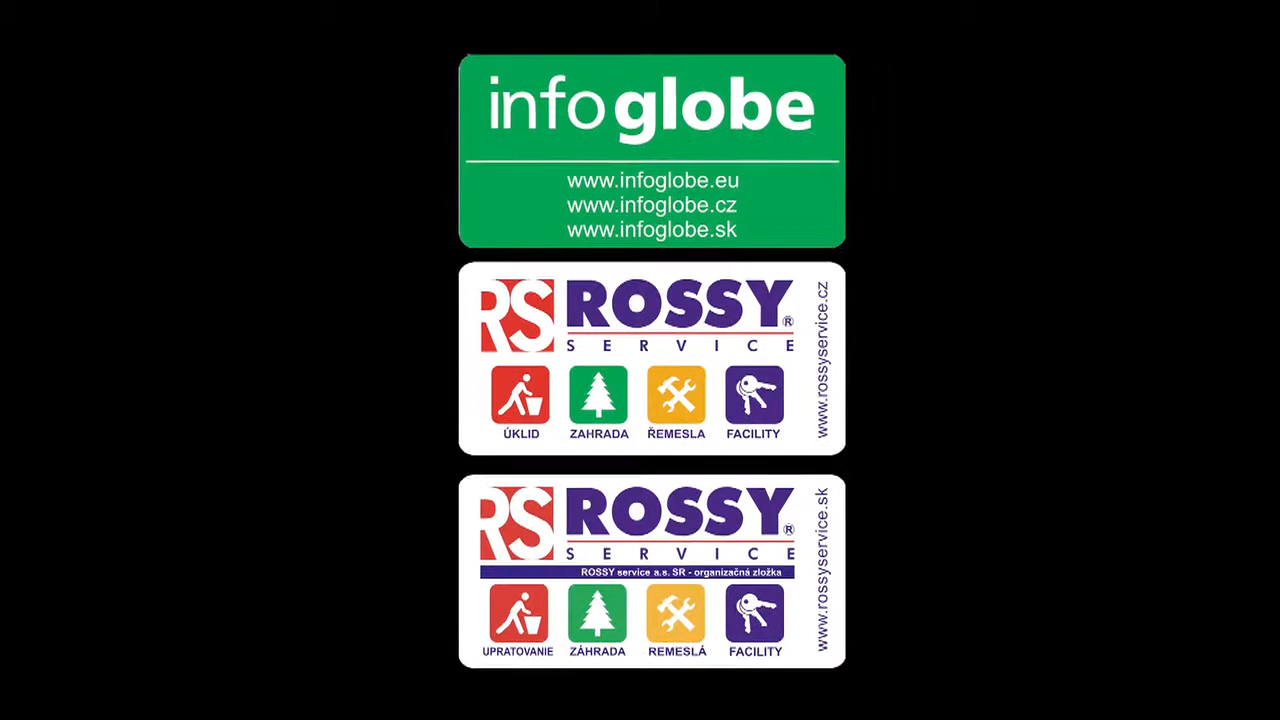 infoglobe
www.infoglobe.eu
www.infoglobe.cz
www.infoglobe.sk
RS ROSSY®
SERVICE
ÚKLID ZAHRADA ŘEMESLA FACILITY
www.rossyservice.cz
RS ROSSY®
SERVICE
ROSSY service a.s. SR - organizačná zložka
UPRATOVANIE ZÁHRADA REMESLÁ FACILITY
www.rossyservice.sk